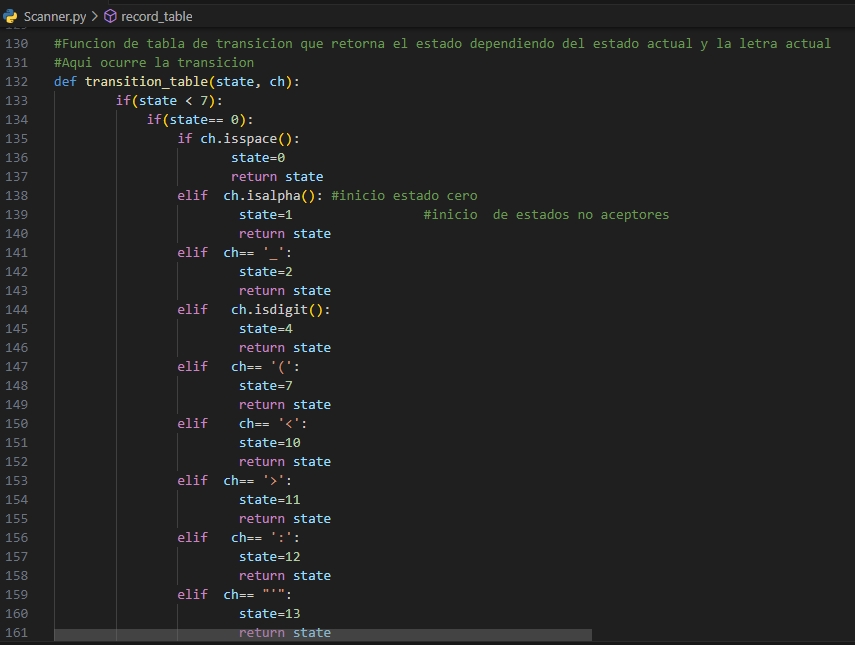 Scanner.py > record_table
130 #Funcion de tabla de transicion que retorna el estado dependiendo del estado actual y la letra actual
131 #Aqui ocurre la transicion
132 def transition_table(state, ch):
133 if(state < 7):
134 if(state== 0):
135 if ch.isspace():
136 state=0
137 return state
138 elif  ch.isalpha(): #inicio estado cero
139 state=1 #inicio  de estados no aceptores
140 return state
141 elif  ch== '_':
142 state=2
143 return state
144 elif   ch.isdigit():
145 state=4
146 return state
147 elif   ch== '(':
148 state=7
149 return state
150 elif    ch== '<':
151 state=10
152 return state
153 elif  ch== '>':
154 state=11
155 return state
156 elif   ch== ':':
157 state=12
158 return state
159 elif  ch== "'":
160 state=13
161 return state